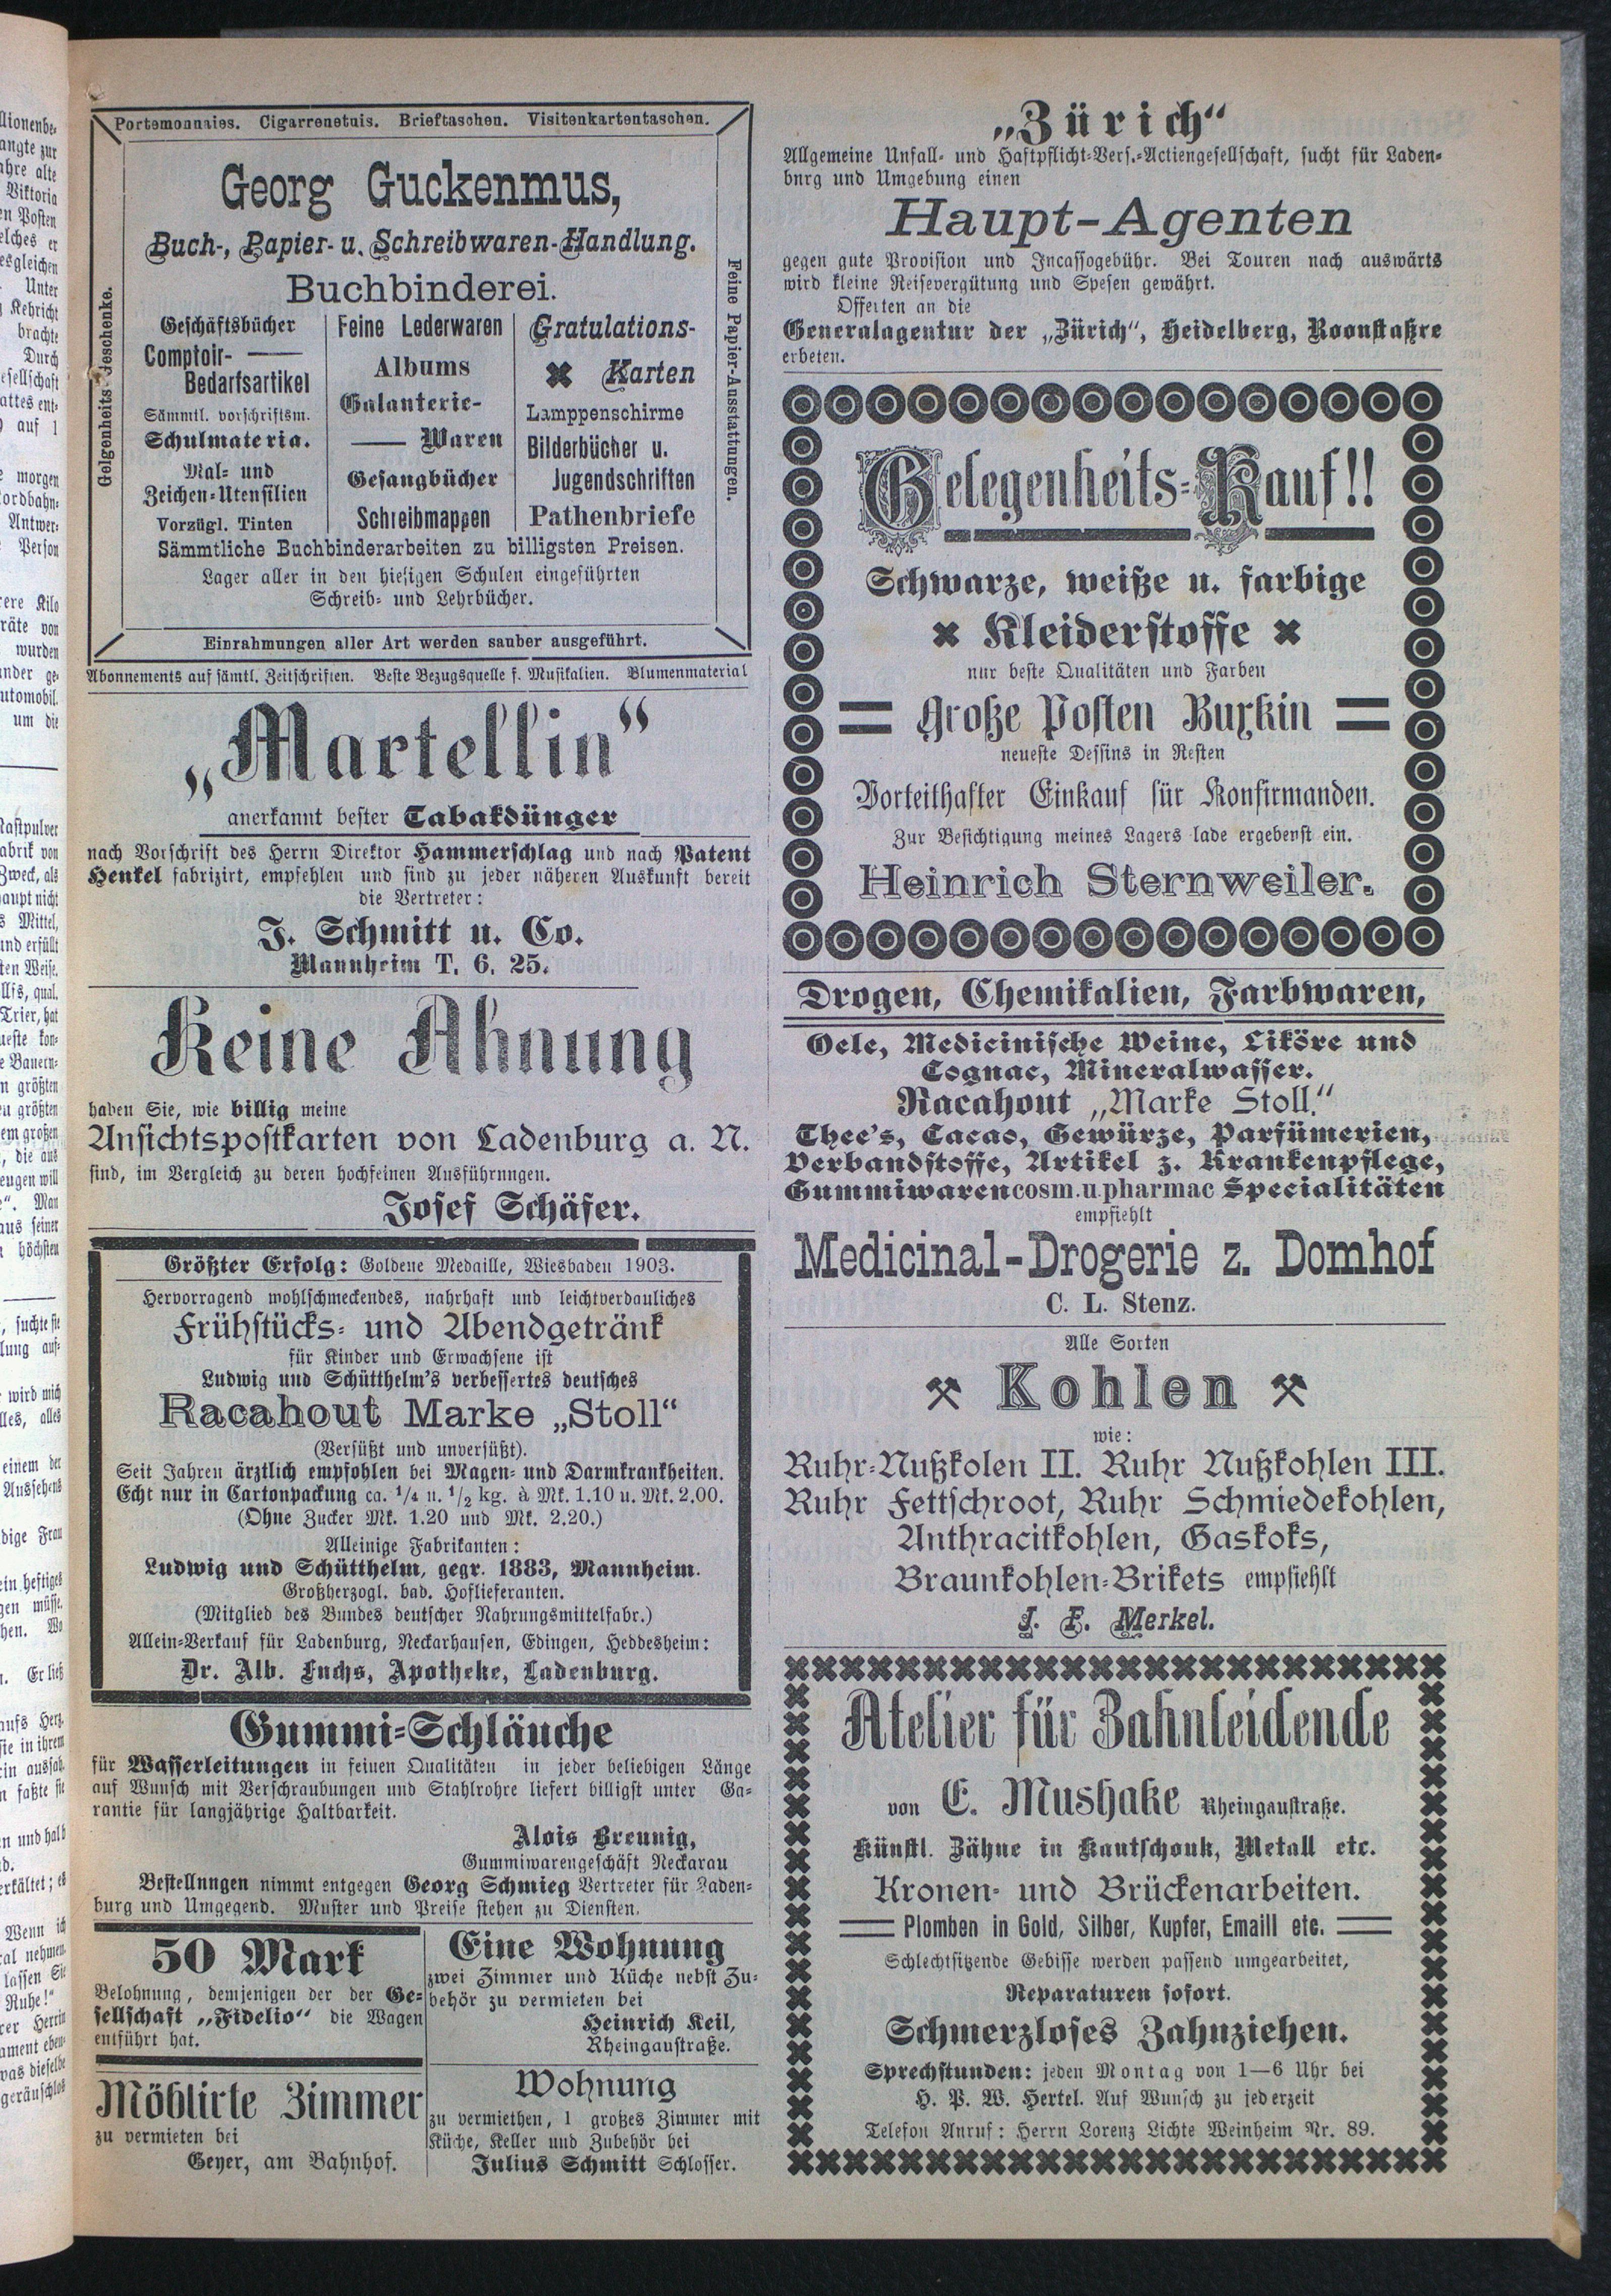 Portemonnaies. Cigarrenetuis. Brieftaschen. Visitenkartentaschen.
Gelgenheits
Feine Papier-Ausstattungen.
Georg Guckenmus,
Buch-, Papier- u. Schreibwaren-Handlung.
Buchbinderei.
Geschäftsbücher
Comptoir-
Bedarfsartikel
Sämmtl. vorschriftsm.
Schulmateria.
Mal- und
Zeichen-Utensilien
Vorzügl. Tinten
Feine Lederwaren
Albums
Galanterie-
Waren
Gesangbücher
Schreibmappen
Gratulations-
Karten
Lamppenschirme
Bilderbücher u.
Jugendschriften
Pathenbriefe
Sämmtliche Buchbinderarbeiten zu billigsten Preisen.
Lager aller in den hiesigen Schulen eingeführten
Schreib- und Lehrbücher.
Einrahmungen aller Art werden sauber ausgeführt.
Abonnements auf sämtl. Zeitschriften. Beste Bezugsquelle f. Musikalien. Blumenmaterial
„Martellin“
anerkannt bester Tabakdünger
nach Vorschrift des Herrn Direktor Hammerschlag und nach Patent
Henkel fabrizirt, empfehlen und sind zu jeder näheren Auskunft bereit
die Vertreter:
J. Schmitt u. Co.
Mannheim T. 6. 25.
Keine Ahnung
haben Sie, wie billig meine
Ansichtspostkarten von Ladenburg a. N.
sind, im Vergleich zu deren hochfeinen Ausführnngen.
Josef Schäfer.
Größter Erfolg: Goldene Medaille, Wiesbaden 1903.
Hervorragend wohlschmeckendes, nahrhaft und leichtverdauliches
Frühstücks- und Abendgetränk
für Kinder und Erwachsene ist
Ludwig und Schütthelm's verbessertes deutsches
Racahout Marke „Stoll“
(Versüßt und unversüßt).
Seit Jahren ärztlich empfohlen bei Magen- und Darmkrankheiten.
Echt nur in Cartonpackung ca. 1/4 u. 1/2 kg. à Mk. 1.10 u. Mk. 2.00.
(Ohne Zucker Mk. 1.20 und Mk. 2.20.)
Alleinige Fabrikanten:
Ludwig und Schütthelm, gegr. 1883, Mannheim.
Großherzogl. bad. Hoflieferanten.
(Mitglied des Bundes deutscher Nahrungsmittelfabr.)
Allein-Verkauf für Ladenburg, Neckarhausen, Edingen, Heddesheim:
Dr. Alb. Fuchs, Apotheke, Ladenburg.
Gummi-Schläuche
für Wasserleitungen in feinen Qualitäten in jeder beliebigen Länge
auf Wunsch mit Verschraubungen und Stahlrohre liefert billigst unter Ga-
rantie für langjährige Haltbarkeit.
Alois Breunig,
Gummiwarengeschäft Neckarau
Bestellnngen nimmt entgegen Georg Schmieg Vertreter für Laden-
burg und Umgegend. Muster und Preise stehen zu Diensten.
50 Mark
Belohnung, demjenigen der der Ge-
sellschaft „Fidelio“ die Wagen
entführt hat.
Möblirte Zimmer
zu vermieten bei
Geyer, am Bahnhof.
Eine Wohnung
zwei Zimmer und Küche nebst Zu-
behör zu vermieten bei
Heinrich Keil,
Rheingaustraße.
Wohnung
zu vermiethen, 1 großes Zimmer mit
Küche, Keller und Zubehör bei
Julius Schmitt Schlosser.
„Zürich“
Allgemeine Unfall- und Haftpflicht-Vers.-Actiengesellschaft, sucht für Laden-
bnrg und Umgebung einen
Haupt-Agenten
gegen gute Provision und Incassogebühr. Bei Touren nach auswärts
wird kleine Reisevergütung und Spesen gewährt.
Offerten an die
Generalagentur der „Zürich“, Heidelberg, Roonstaßre
erbeten.
Gelegenheits-Kauf!!
Schwarze, weiße u. farbige
Kleiderstoffe
nur beste Qualitäten und Farben
Große Posten Buxkin
neueste Dessins in Resten
Vorteilhafter Einkauf für Konfirmanden.
Zur Besichtigung meines Lagers lade ergebenst ein.
Heinrich Sternweiler.
Drogen, Chemikalien, Farbwaren,
Oele, Medicinische Weine, Liköre und
Cognac, Mineralwasser.
Racahout „Marke Stoll.“
Thee's, Cacao, Gewürze, Parfümerien,
Verbandstoffe, Artikel z. Krankenpflege,
Gummiwaren cosm. u. pharmac Specialitäten
empfiehlt
Medicinal-Drogerie z. Domhof
C. L. Stenz.
Alle Sorten
Kohlen
wie:
Ruhr-Nußkolen II. Ruhr Nußkohlen III.
Ruhr Fettschroot, Ruhr Schmiedekohlen,
Anthracitkohlen, Gaskoks,
Braunkohlen-Brikets empfiehlt
J. F. Merkel.
Atelier für Zahnleidende
von E. Mushake Rheingaustraße.
Künstl. Zähne in Kautschouk, Metall etc.
Kronen- und Brückenarbeiten.
Plomben in Gold, Silber, Kupfer, Emaill etc.
Schlechtsitzende Gebisse werden passend umgearbeitet,
Reparaturen sofort.
Schmerzloses Zahnziehen.
Sprechstunden: jeden Montag von 1—6 Uhr bei
H. P. W. Hertel. Auf Wunsch zu jederzeit
Telefon Anruf: Herrn Lorenz Lichte Weinheim Nr. 89.